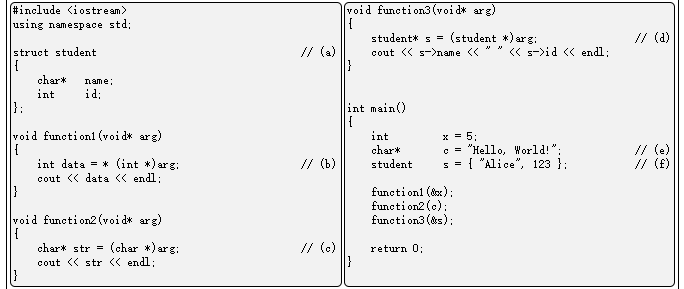 #include <iostream>
using namespace std;

struct student                              // (a)
{
    char*   name;
    int     id;
};

void function1(void* arg)
{
    int data = * (int *)arg;                // (b)
    cout << data << endl;
}

void function2(void* arg)
{
    char* str = (char *)arg;                // (c)
    cout << str << endl;
}
void function3(void* arg)
{
    student* s = (student *)arg;            // (d)
    cout << s->name << " " << s->id << endl;
}


int main()
{
    int         x = 5;
    char*       c = "Hello, World!";        // (e)
    student     s = { "Alice", 123 };       // (f)

    function1(&x);
    function2(c);
    function3(&s);

    return 0;
}